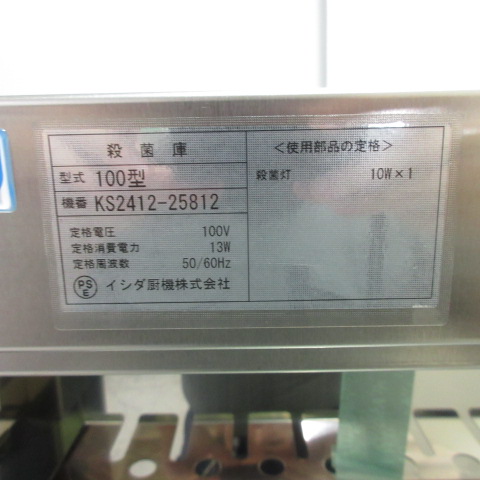 殺菌庫
型式 100型
機番 KS2412-25812
定格電圧 100V
定格消費電力 13W
定格周波数 50/60Hz
PSE イシダ厨機株式会社
＜使用部品の定格＞
殺菌灯 10W×1